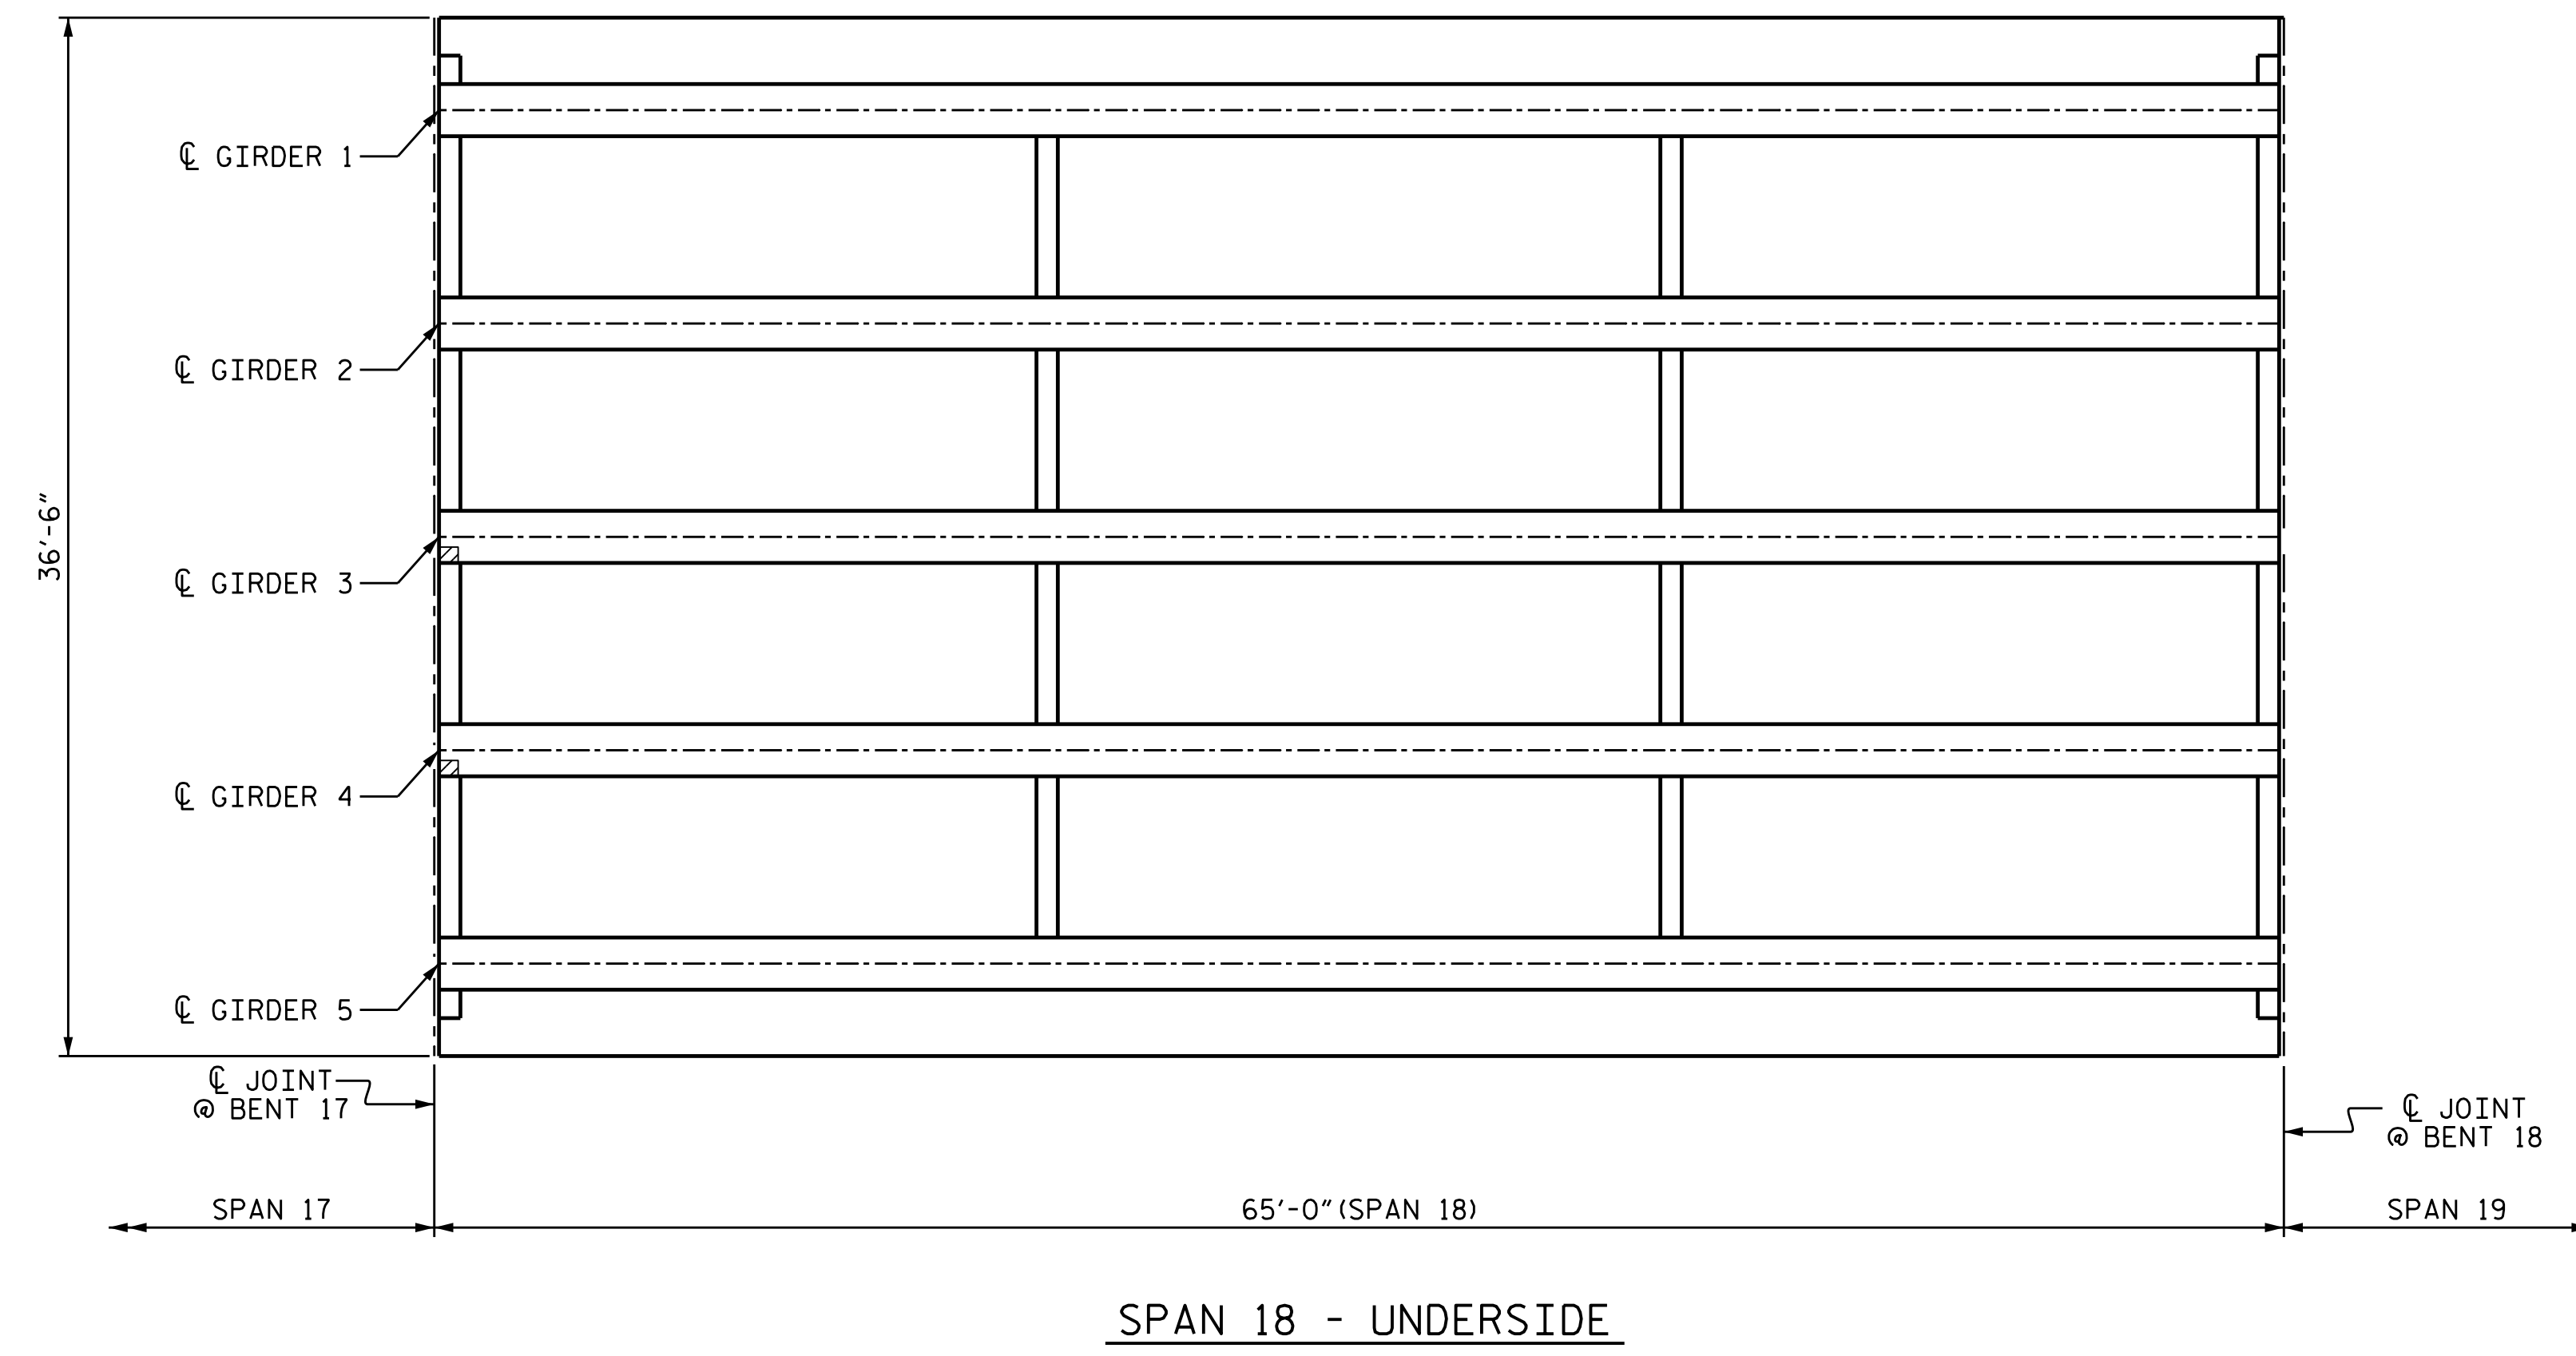 ℄ GIRDER 1
℄ GIRDER 2
36'-6"
℄ GIRDER 3
℄ GIRDER 4
℄ GIRDER 5
℄ JOINT
@ BENT 17
℄ JOINT
@ BENT 18
SPAN 17
65'-0"(SPAN 18)
SPAN 19
SPAN 18 - UNDERSIDE